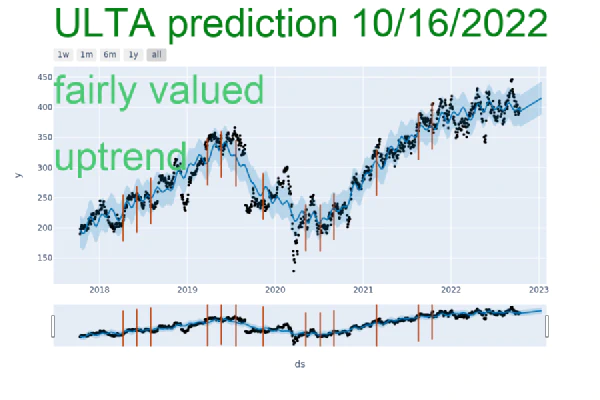 ULTA prediction 10/16/2022
1w 1m 6m 1y all
fairly valued
uptrend
y
450
400
350
300
250
200
150
2018 2019 2020 2021 2022 2023
ds